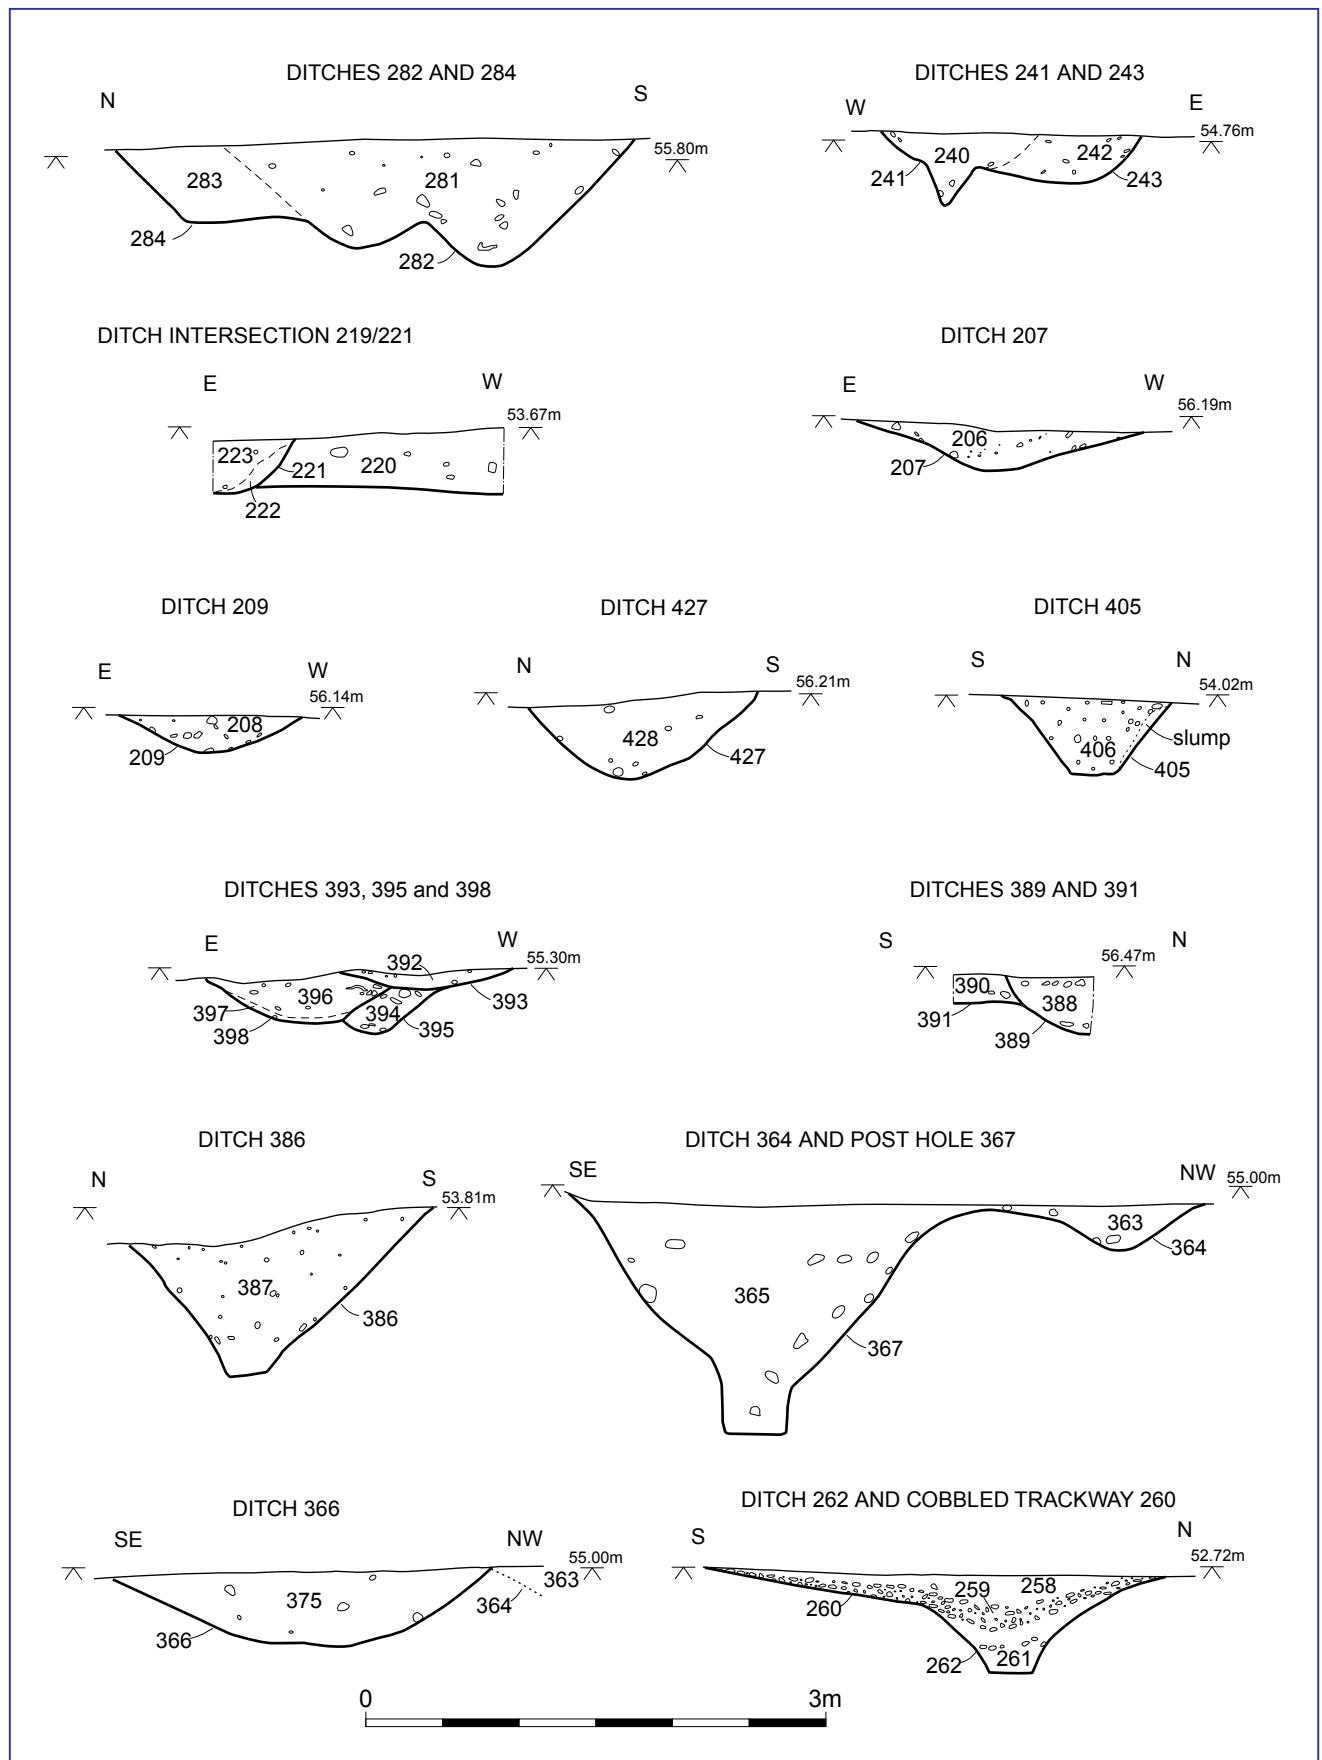 DITCHES 282 AND 284
N
S
55.80m
283
281
284
282
DITCHES 241 AND 243
W
E
54.76m
240
242
241
243
DITCH INTERSECTION 219/221
E
W
53.67m
223
221
220
222
DITCH 207
E
W
56.19m
206
207
DITCH 209
E
W
56.14m
208
209
DITCH 427
N
S
56.21m
428
427
DITCH 405
S
N
54.02m
slump
406
405
DITCHES 393, 395 and 398
E
W
55.30m
392
396
393
397
394
395
398
DITCHES 389 AND 391
S
N
56.47m
390
388
391
389
DITCH 386
N
S
53.81m
387
386
DITCH 364 AND POST HOLE 367
SE
NW
55.00m
363
364
365
367
DITCH 366
SE
NW
55.00m
363
375
364
366
DITCH 262 AND COBBLED TRACKWAY 260
S
N
52.72m
259
258
260
262
261
0
3m